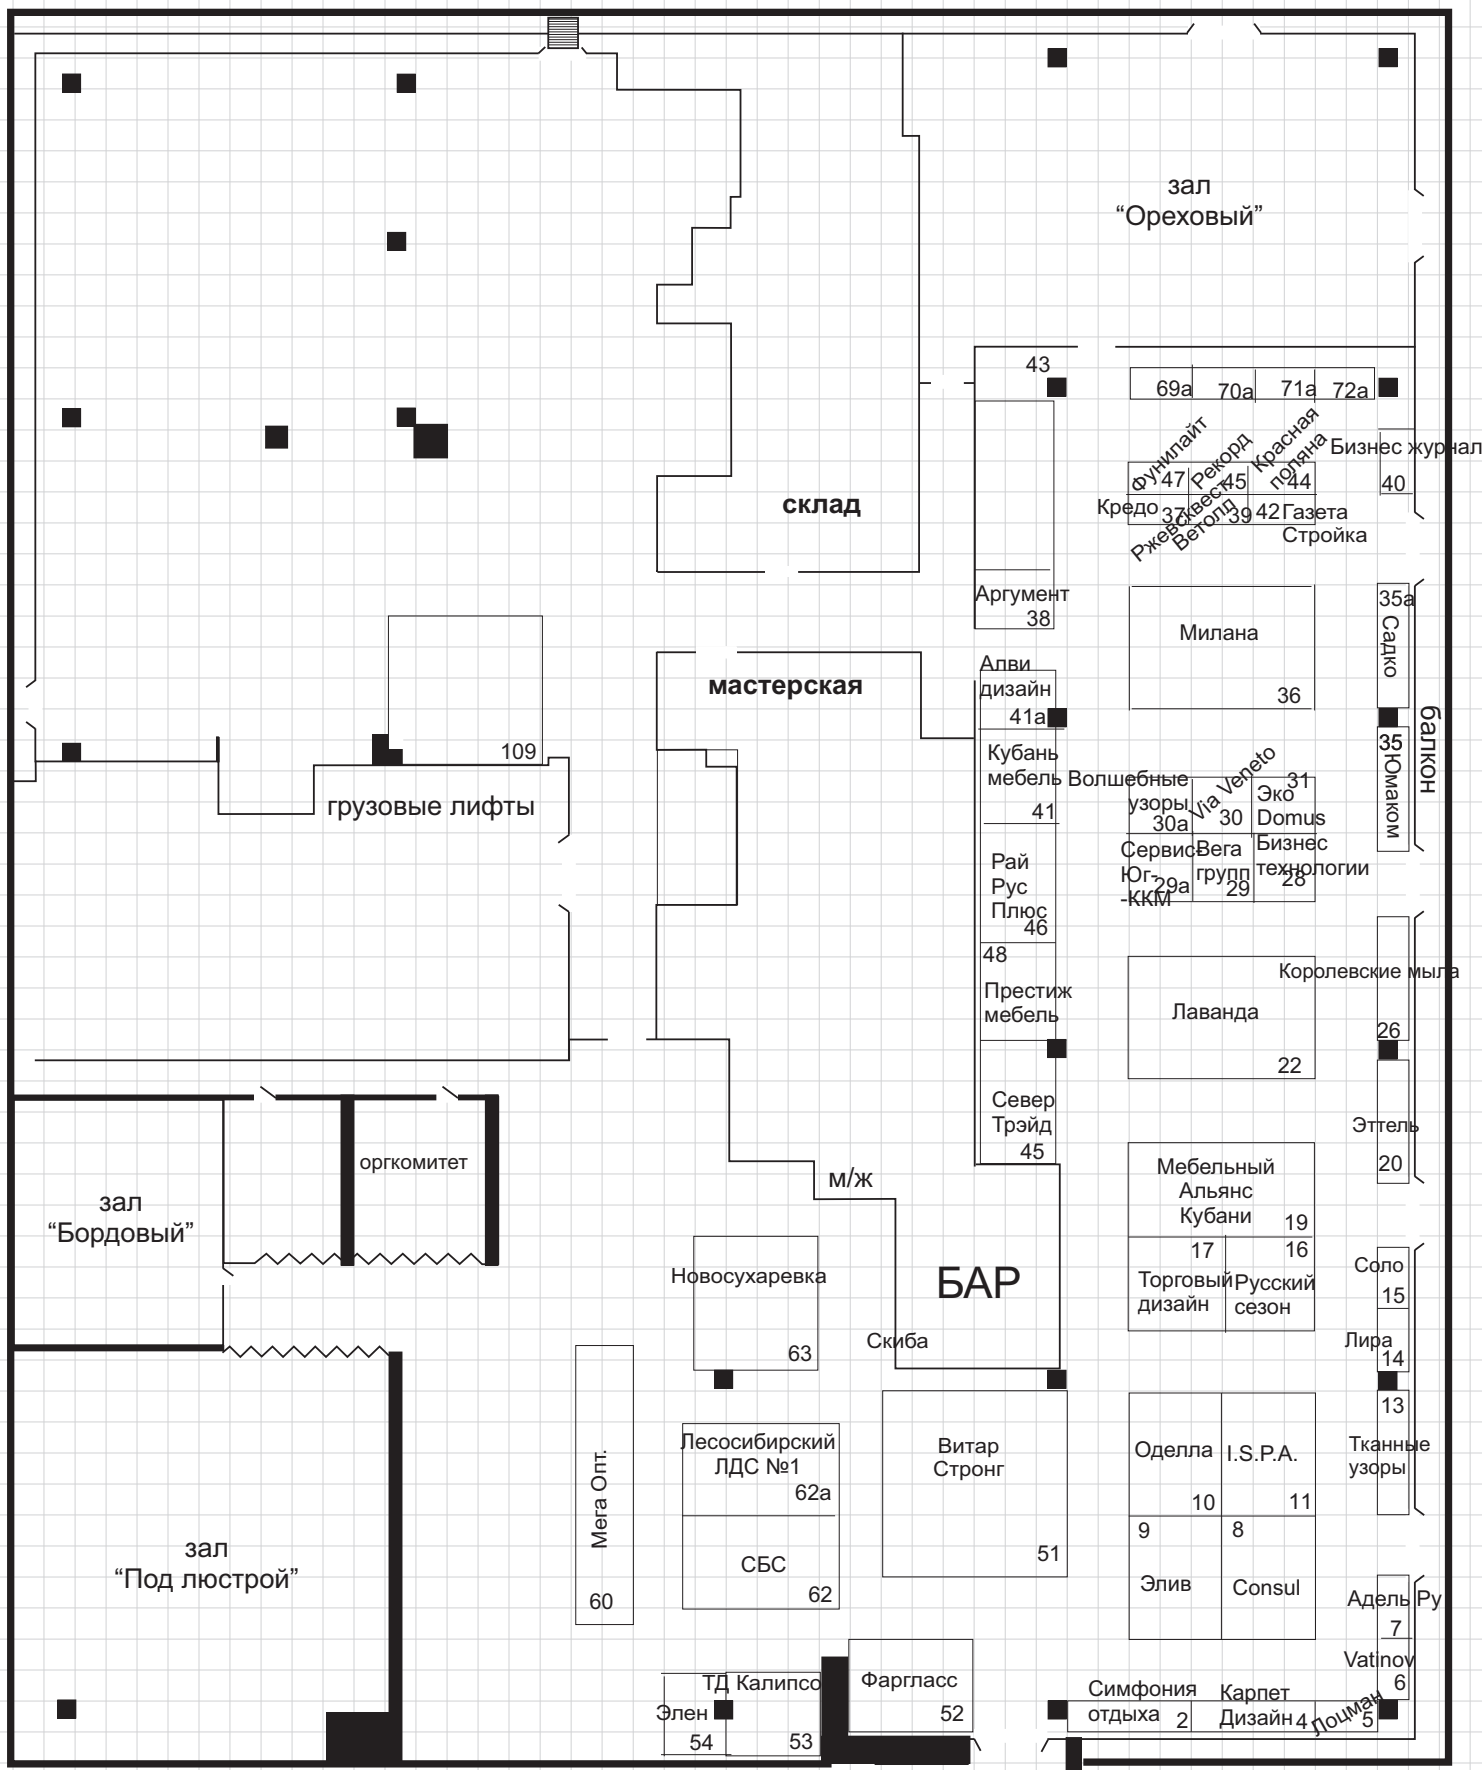 зал
“Ореховый”
43
69а
70а
71а
72а
Фунилайт
47
Рекорд
45
Красная
поляна
44
Бизнес журнал
40
Кредо
37
Ржевсквест
Ветолд
39
42
Газета
Стройка
склад
Аргумент
38
Милана
36
35а
Садко
мастерская
Алви
дизайн
41а
109
грузовые лифты
Кубань
мебель
41
Волшебные
узоры
30а
Via Veneto
30
31
Эко
Domus
35
Юмаком
балкон
Рай
Рус
Плюс
46
Сервис-
Юг-
-ККМ
29а
Вега
групп
29
Бизнес
технологии
28
48
Престиж
мебель
Лаванда
22
Королевские мыла
26
Север
Трэйд
45
Эттель
20
оргкомитет
зал
“Бордовый”
м/ж
Мебельный
Альянс
Кубани
19
17
Торговый
дизайн
16
Русский
сезон
Соло
15
Новосухаревка
63
БАР
Скиба
Лира
14
13
Тканные
узоры
Мега Опт.
60
Лесосибирский
ЛДС №1
62а
СБС
62
Витар
Стронг
51
Оделла
10
I.S.P.A.
11
9
Элив
8
Consul
зал
“Под люстрой”
Адель Ру
7
Vatinov
6
ТД Калипсо
53
Элен
54
Фаргласс
52
Симфония
отдыха
2
Карпет
Дизайн
4
Лоцман
5